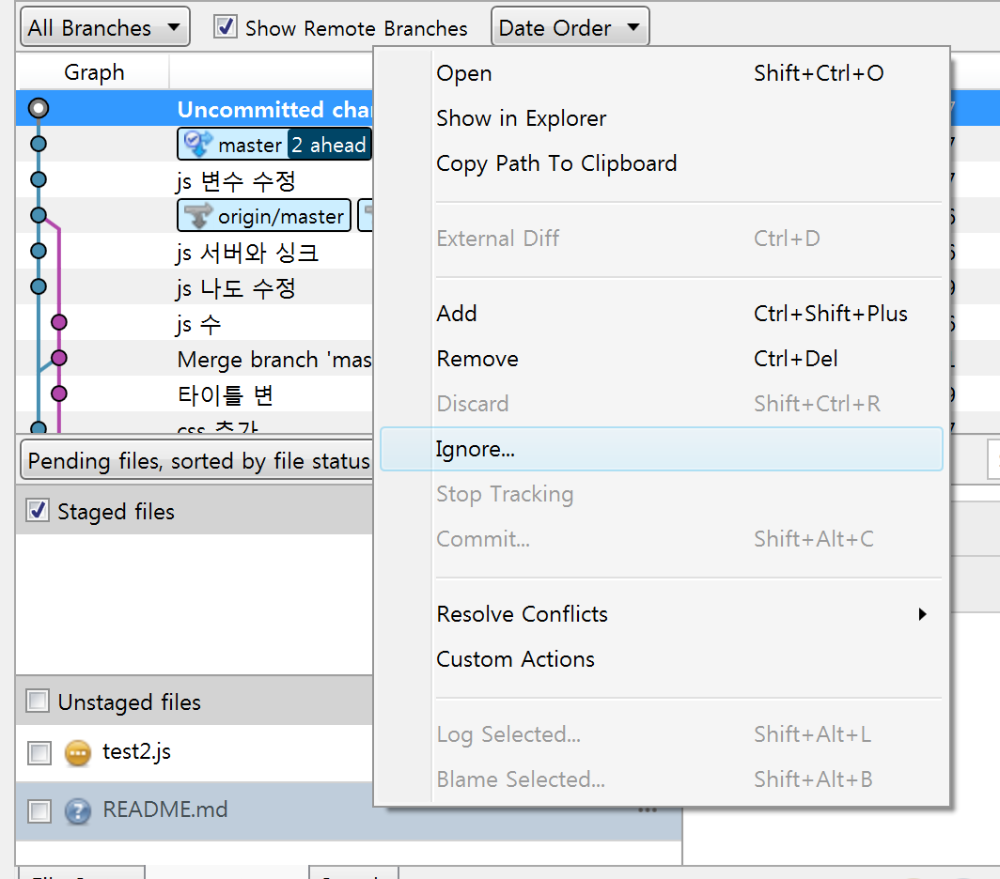 All Branches
Show Remote Branches
Date Order
Graph
Uncommitted
master 2 ahead
js 변수 수정
origin/master
js 서버와 싱크
js 나도 수정
js 수
Merge branch
타이틀 변
css 추가
Open Shift+Ctrl+O
Show in Explorer
Copy Path To Clipboard
External Diff Ctrl+D
Add Ctrl+Shift+Plus
Remove Ctrl+Del
Discard Shift+Ctrl+R
Ignore...
Stop Tracking
Commit... Shift+Alt+C
Resolve Conflicts
Custom Actions
Log Selected... Shift+Alt+L
Blame Selected... Shift+Alt+B
Pending files, sorted by file status
Staged files
Unstaged files
test2.js
README.md